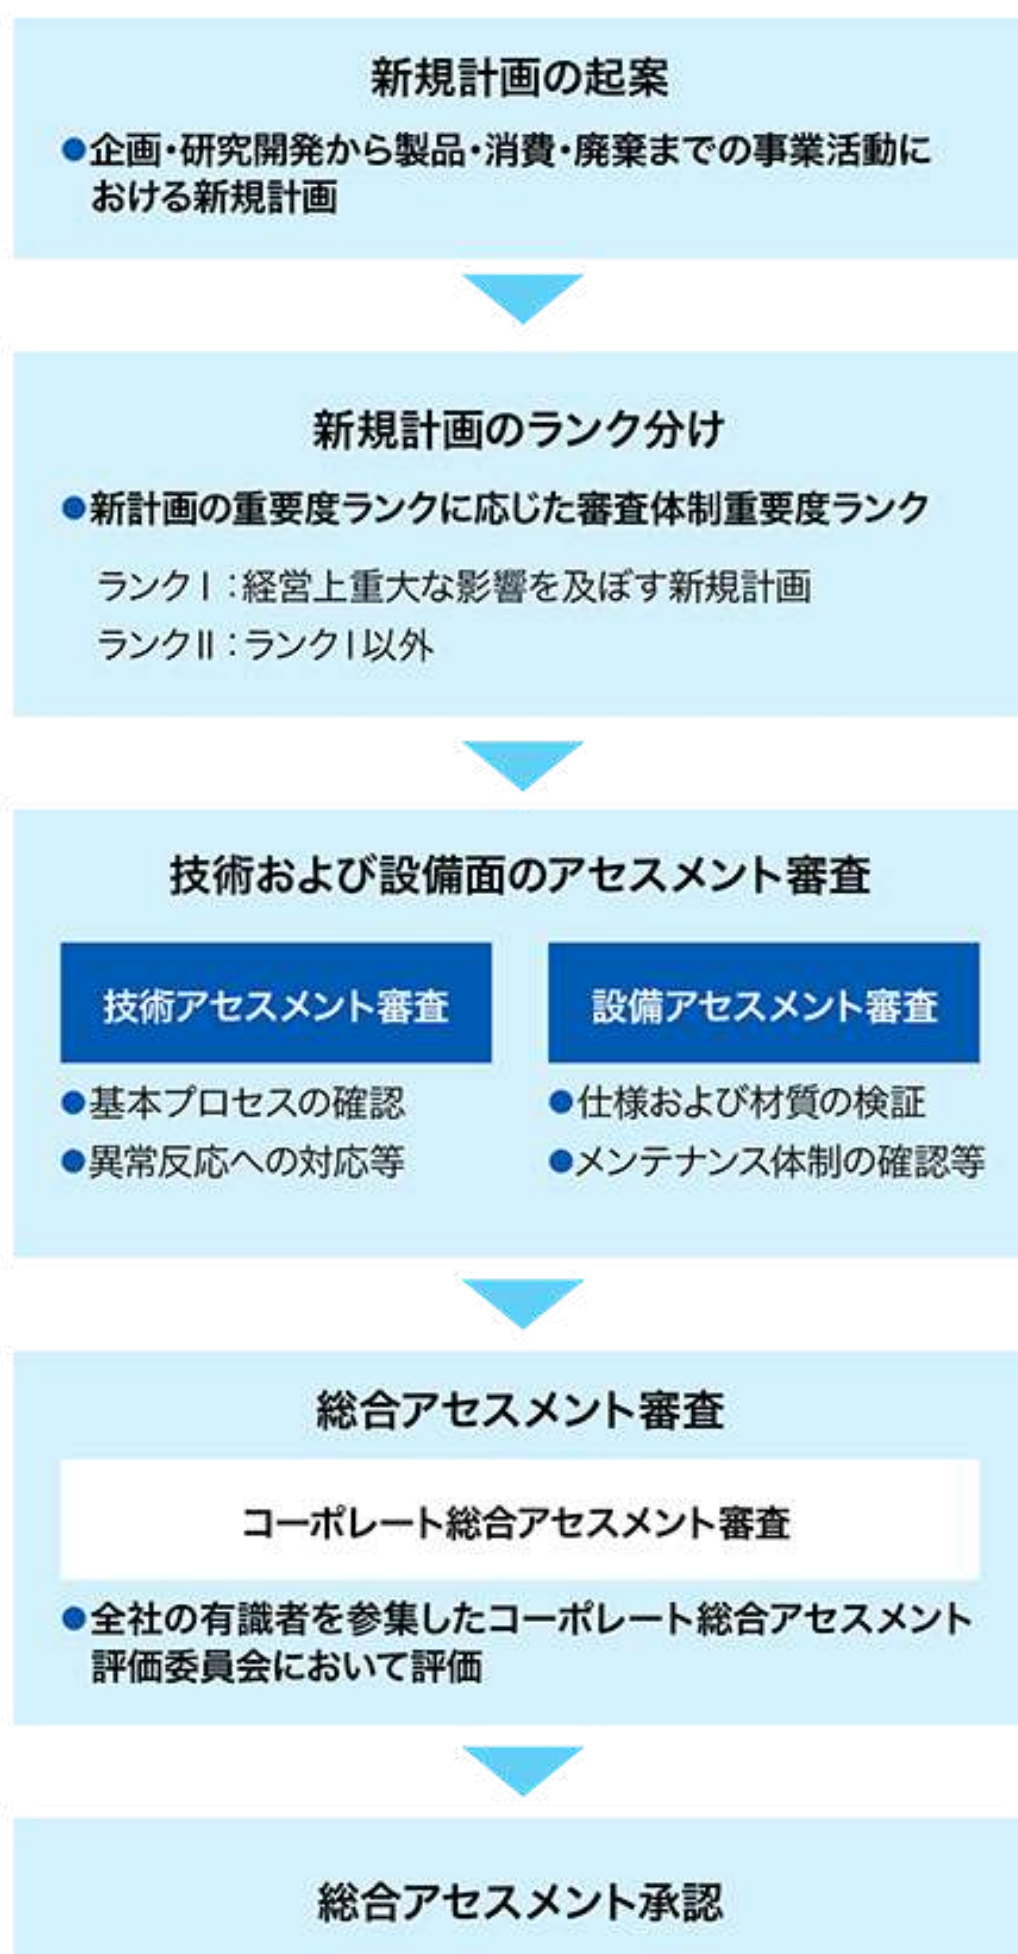 新規計画の起案
●企画・研究開発から製品・消費・廃棄までの事業活動に
おける新規計画
新規計画のランク分け
●新計画の重要度ランクに応じた審査体制重要度ランク
ランクⅠ：経営上重大な影響を及ぼす新規計画
ランクⅡ：ランクⅠ以外
技術および設備面のアセスメント審査
技術アセスメント審査
●基本プロセスの確認
●異常反応への対応等
設備アセスメント審査
●仕様および材質の検証
●メンテナンス体制の確認等
総合アセスメント審査
コーポレート総合アセスメント審査
●全社の有識者を参集したコーポレート総合アセスメント
評価委員会において評価
総合アセスメント承認